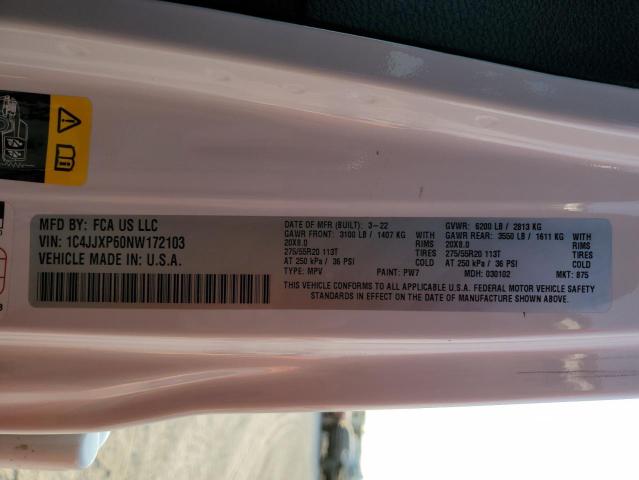 MFD BY: FCA US LLC
VIN: 1C4JJXP60NW172103
VEHICLE MADE IN: U.S.A.
DATE OF MFR (BUILT): 3-22 GVWR: 6200 LB / 2813 KG
GAWR FRONT: 3100 LB / 1407 KG WITH GAWR REAR: 3550 LB / 1611 KG WITH
20X8.0 RIMS 20X8.0 RIMS
275/55R20 113T TIRES 275/55R20 113T TIRES
AT 250 kPa / 36 PSI COLD AT 250 kPa / 36 PSI COLD
TYPE: MPV PAINT: PW7 MDH: 030102 MKT: 875
THIS VEHICLE CONFORMS TO ALL APPLICABLE U.S.A. FEDERAL MOTOR VEHICLE SAFETY
STANDARDS IN EFFECT ON THE DATE OF MANUFACTURE SHOWN ABOVE.